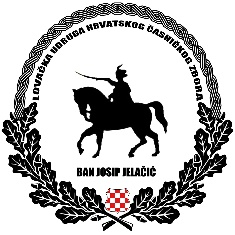 LOVAČKA UDRUGA HRVATSKOG ČASNIČKOG ZBORA
BAN JOSIP JELAČIĆ